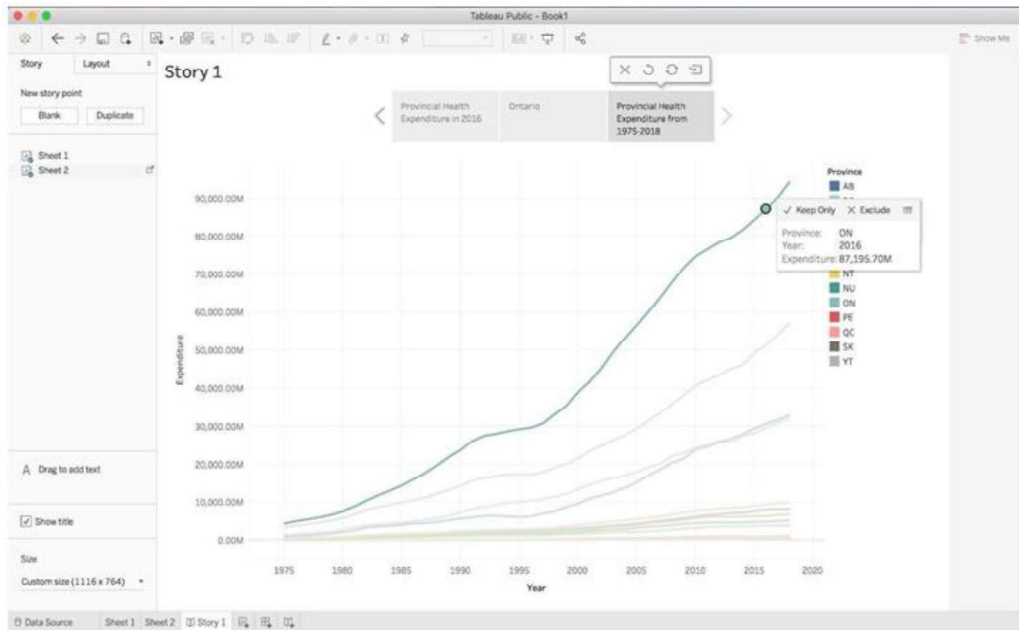 Tableau Public - Book1
Show Me
Story
Layout
New story point
Blank
Duplicate
Sheet 1
Sheet 2
A Drag to add text
Show title
Size
Custom size (1116 x 764)
Story 1
Provincial Health
Expenditure in 2016
Ontario
Provincial Health
Expenditure from
1975-2018
Expenditure
90,000.00M
80,000.00M
70,000.00M
60,000.00M
50,000.00M
40,000.00M
30,000.00M
20,000.00M
10,000.00M
0.00M
1975
1980
1985
1990
1995
2000
2005
2010
2015
2020
Year
Province
AB
Keep Only
Exclude
Province: ON
Year: 2016
Expenditure: 87,195.70M
NT
NU
ON
PE
QC
SK
YT
Data Source
Sheet 1
Sheet 2
Story 1